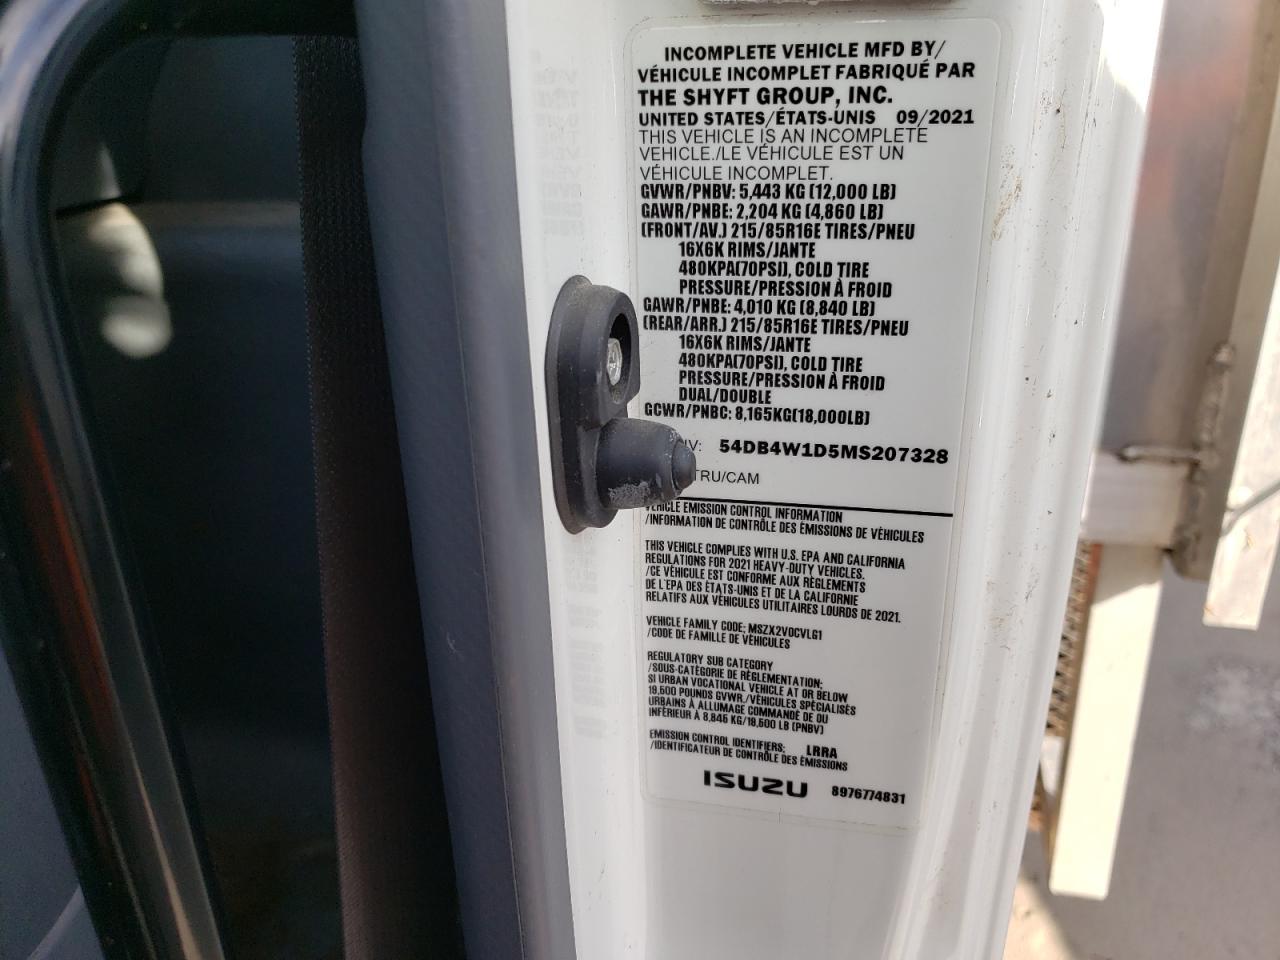 INCOMPLETE VEHICLE MFD BY/
VÉHICULE INCOMPLET FABRIQUÉ PAR
THE SHYFT GROUP, INC.
UNITED STATES/ÉTATS-UNIS 09/2021
THIS VEHICLE IS AN INCOMPLETE
VEHICLE./LE VÉHICULE EST UN
VÉHICULE INCOMPLET.
GVWR/PNBV: 5,443 KG (12,000 LB)
GAWR/PNBE: 2,204 KG (4,860 LB)
(FRONT/AV.) 215/85R16E TIRES/PNEU
16X6K RIMS/JANTE
480KPA(70PSI), COLD TIRE
PRESSURE/PRESSION À FROID
GAWR/PNBE: 4,010 KG (8,840 LB)
(REAR/ARR.) 215/85R16E TIRES/PNEU
16X6K RIMS/JANTE
480KPA(70PSI), COLD TIRE
PRESSURE/PRESSION À FROID
DUAL/DOUBLE
GCWR/PNBC: 8,165KG(18,000LB)
54DB4W1D5MS207328
TRU/CAM
VEHICLE EMISSION CONTROL INFORMATION
/INFORMATION DE CONTRÔLE DES ÉMISSIONS DE VÉHICULES
THIS VEHICLE COMPLIES WITH U.S. EPA AND CALIFORNIA
REGULATIONS FOR 2021 HEAVY-DUTY VEHICLES.
/CE VÉHICULE EST CONFORME AUX RÈGLEMENTS
DE L'EPA DES ÉTATS-UNIS ET DE LA CALIFORNIE
RELATIFS AUX VÉHICULES UTILITAIRES LOURDS DE 2021.
VEHICLE FAMILY CODE: MSZX2VOCVLG1
/CODE DE FAMILLE DE VÉHICULES
REGULATORY SUB CATEGORY
/SOUS-CATÉGORIE DE RÈGLEMENTATION:
SI URBAN VOCATIONAL VEHICLE AT OR BELOW
19,500 POUNDS GVWR/VÉHICULES SPÉCIALISÉS
URBAINS À ALLUMAGE COMMANDÉ DE OU
INFÉRIEUR À 8,845 KG/19,500 LB (PNBV)
EMISSION CONTROL IDENTIFIERS: LRRA
/IDENTIFICATEUR DE CONTRÔLE DES ÉMISSIONS
ISUZU 8976774831